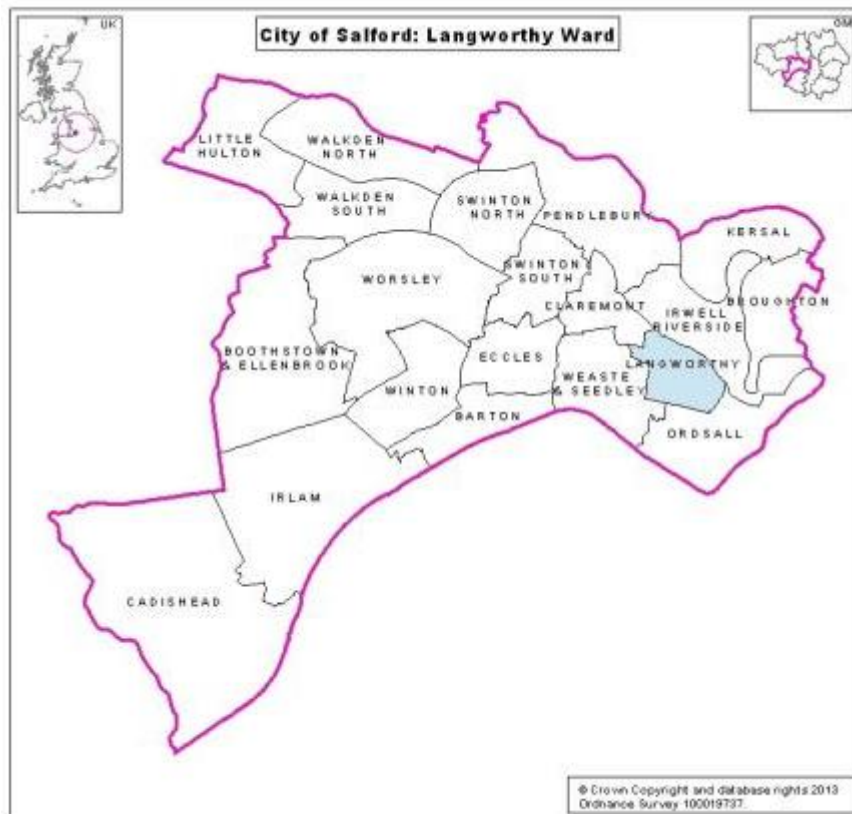 UK
City of Salford: Langworthy Ward
GM
LITTLE
HULTON
WALKDEN
NORTH
WALKDEN
SOUTH
SWINTON
NORTH
PENDLEBURY
KERSAL
WORSLEY
SWINTON
SOUTH
CLAREMONT
BROUGHTON
IRWELL
RIVERSIDE
BOOTHSTOWN
& ELLENBROOK
ECCLES
LANGWORTHY
WINTON
WEASTE
& SEEDLEY
BARTON
ORDSALL
IRLAM
CADISHEAD
© Crown Copyright and database rights 2013
Ordnance Survey 100019737.